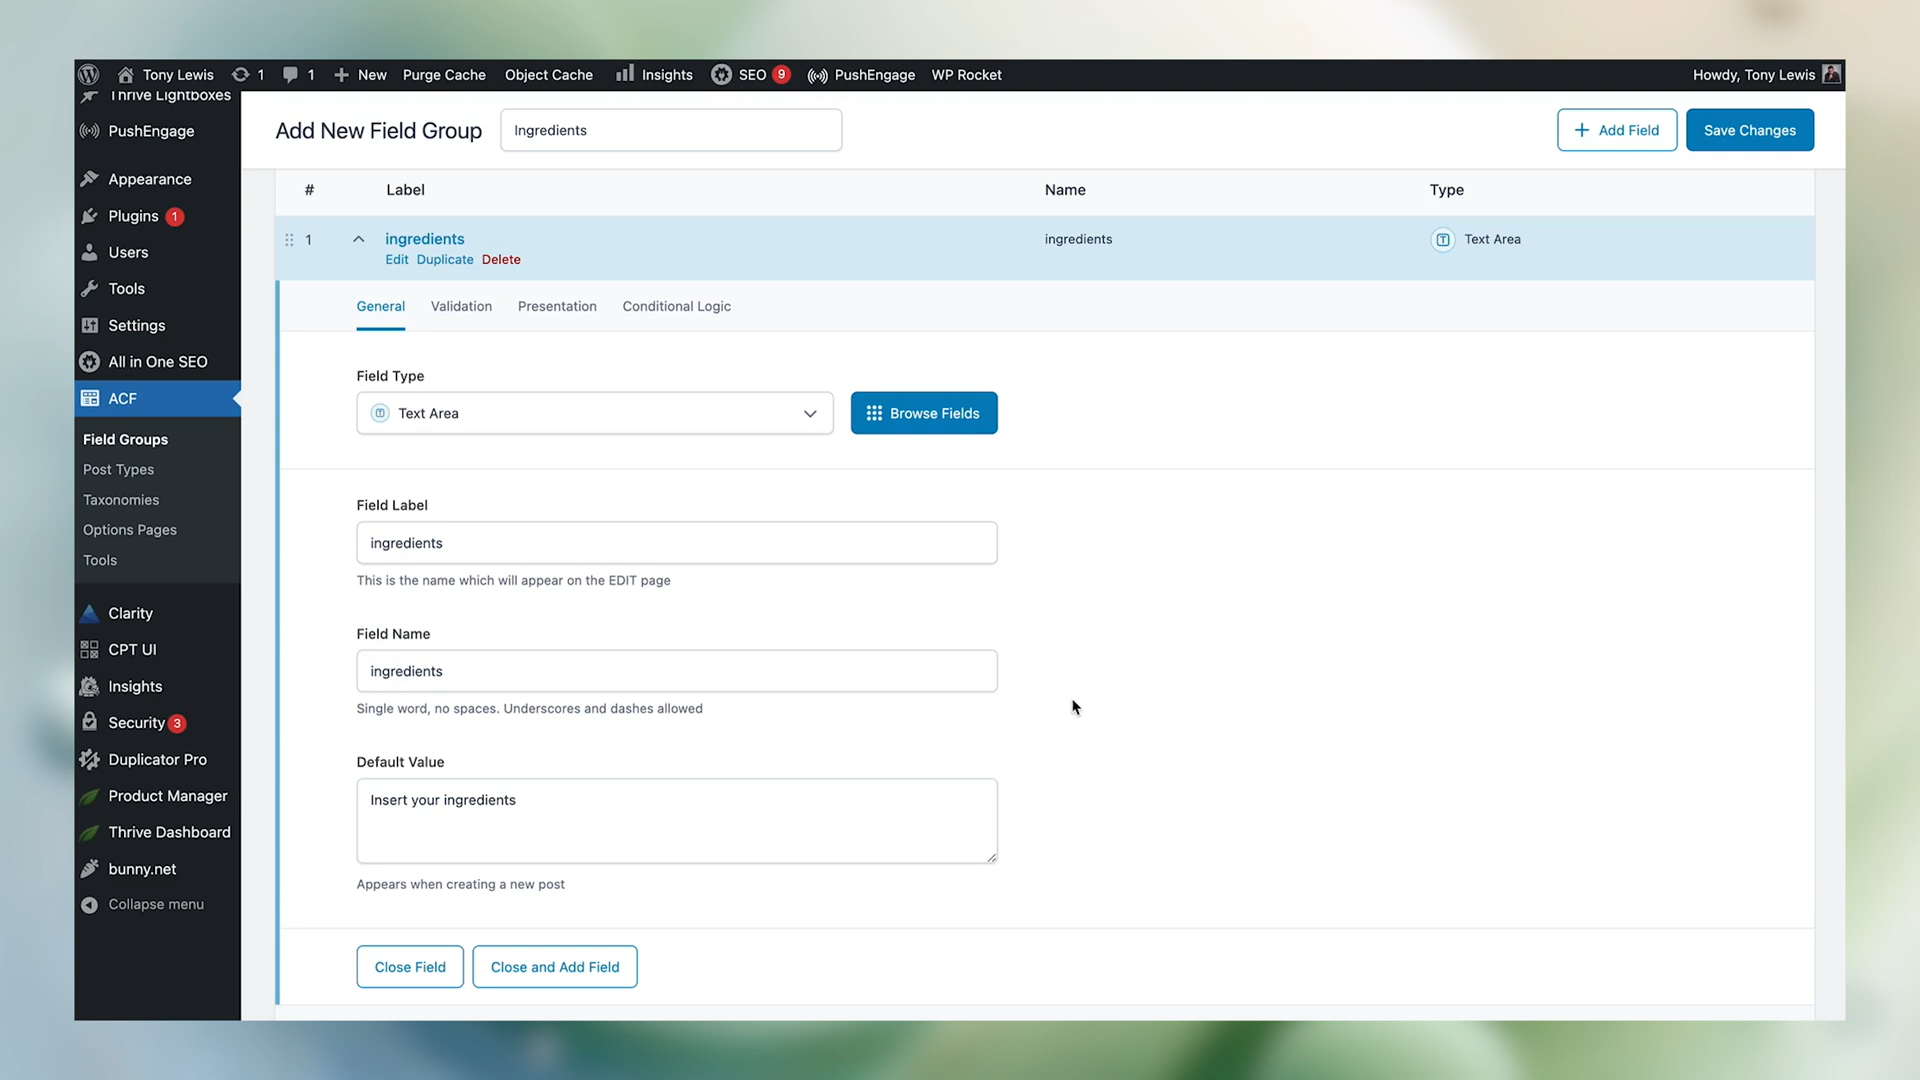 Tony Lewis 1 1 New Purge Cache Object Cache Insights SEO 9 PushEngage WP Rocket Howdy, Tony Lewis
Thrive Lightboxes
PushEngage
Appearance
Plugins 1
Users
Tools
Settings
All in One SEO
ACF
Field Groups
Post Types
Taxonomies
Options Pages
Tools
Clarity
CPT UI
Insights
Security 3
Duplicator Pro
Product Manager
Thrive Dashboard
bunny.net
Collapse menu
Add New Field Group Ingredients + Add Field Save Changes
# Label Name Type
1 ingredients ingredients Text Area
Edit Duplicate Delete
General Validation Presentation Conditional Logic
Field Type
Text Area Browse Fields
Field Label
ingredients
This is the name which will appear on the EDIT page
Field Name
ingredients
Single word, no spaces. Underscores and dashes allowed
Default Value
Insert your ingredients
Appears when creating a new post
Close Field Close and Add Field